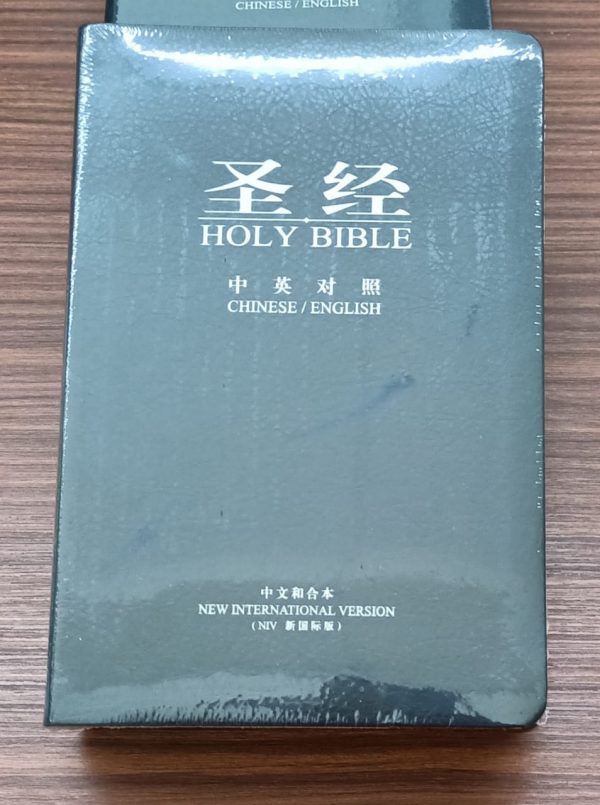 CHINESE / ENGLISH
圣经
HOLY BIBLE
中英对照
CHINESE / ENGLISH
中文和合本
NEW INTERNATIONAL VERSION
(NIV 新国际版)